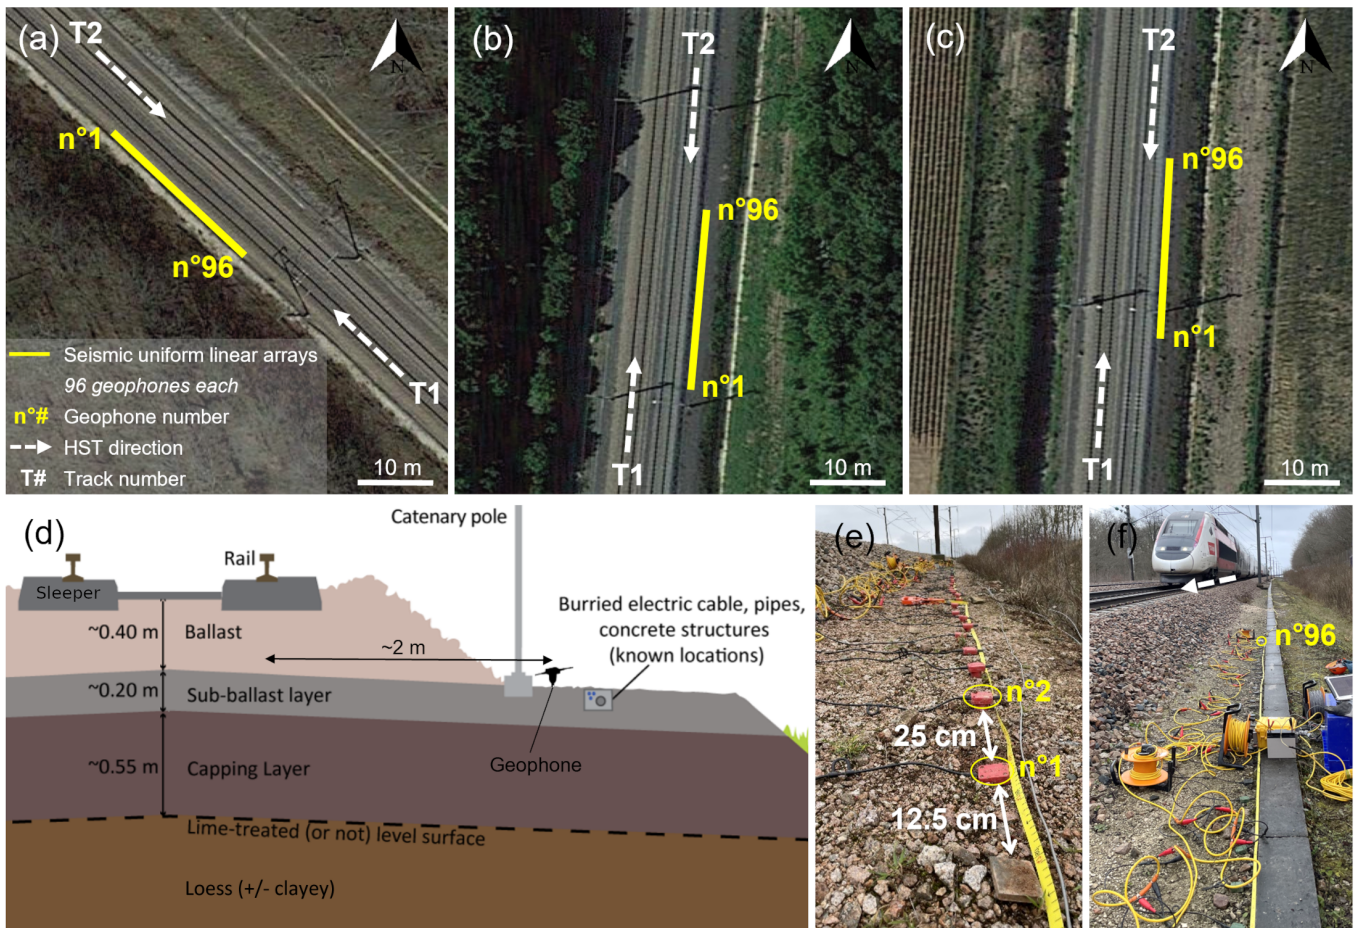 (a)
T2
N
n°1
n°96
T1
Seismic uniform linear arrays
96 geophones each
n°# Geophone number
HST direction
T# Track number
10 m
(b)
T2
N
n°96
n°1
T1
10 m
(c)
T2
N
n°96
n°1
T1
10 m
(d)
Catenary pole
Rail
Sleeper
~0.40 m
Ballast
Burried electric cable, pipes,
concrete structures
(known locations)
~2 m
~0.20 m
Sub-ballast layer
Geophone
~0.55 m
Capping Layer
Lime-treated (or not) level surface
Loess (+/- clayey)
(e)
n°2
25 cm
n°1
12.5 cm
(f)
n°96